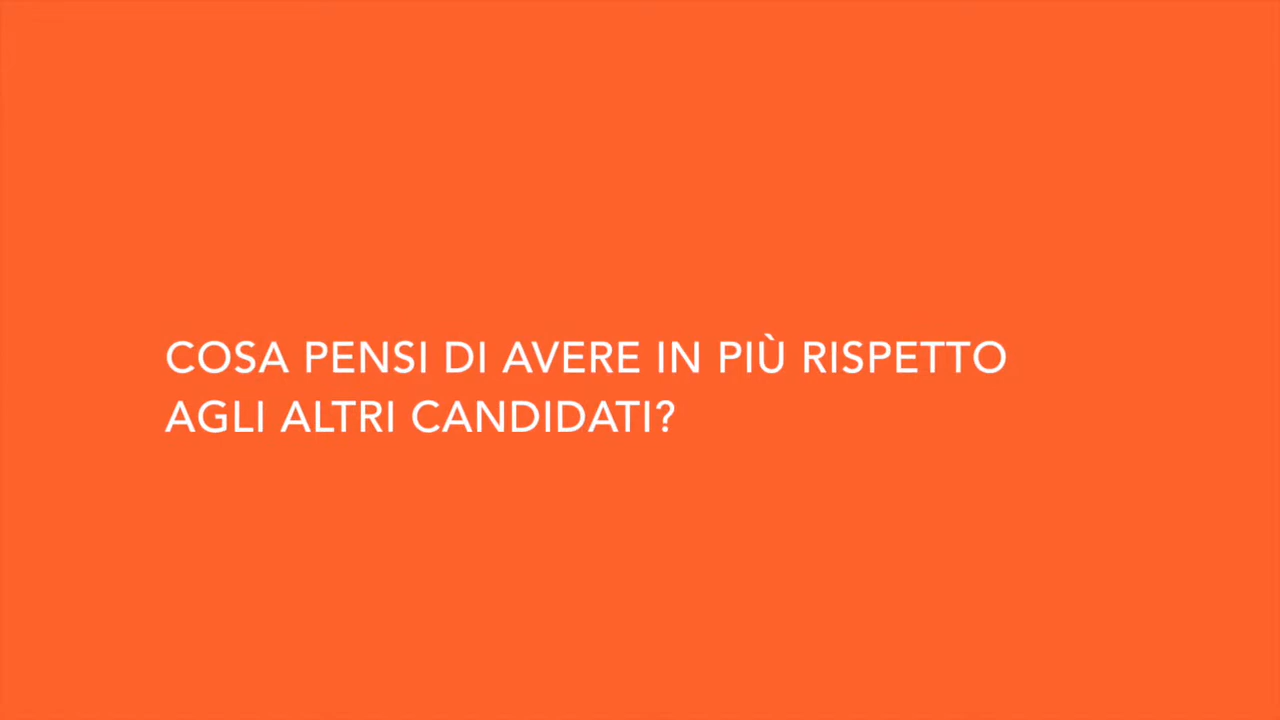 COSA PENSI DI AVERE IN PIÙ RISPETTO
AGLI ALTRI CANDIDATI?